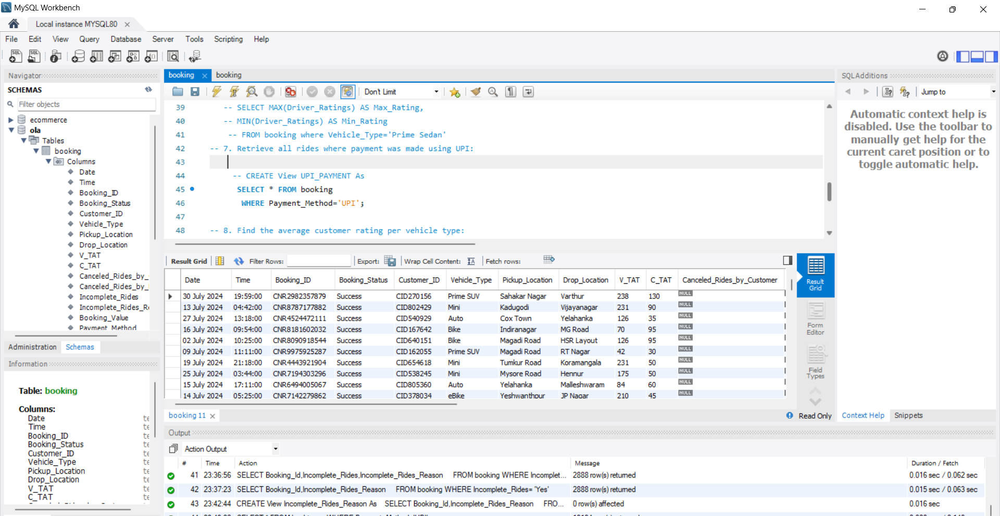 MySQL Workbench
Local instance MYSQL80
File Edit View Query Database Server Tools Scripting Help
Navigator
SCHEMAS
Filter objects
ecommerce
ola
Tables
booking
Columns
Date
Time
Booking_ID
Booking_Status
Customer_ID
Vehicle_Type
Pickup_Location
Drop_Location
V_TAT
C_TAT
Canceled_Rides_by_
Canceled_Rides_by_
Incomplete_Rides
Incomplete_Rides_R
Booking_Value
Payment_Method
Administration Schemas
Information
Table: booking
Columns:
Date te
Time te
Booking_ID te
Booking_Status te
Customer_ID te
Vehicle_Type te
Pickup_Location te
Drop_Location te
V_TAT te
C_TAT te
booking booking
Don't Limit
39 -- SELECT MAX(Driver_Ratings) AS Max_Rating,
40 -- MIN(Driver_Ratings) AS Min_Rating
41 -- FROM booking where Vehicle_Type='Prime Sedan'
42 -- 7. Retrieve all rides where payment was made using UPI:
43
44 -- CREATE View UPI_PAYMENT As
45 SELECT * FROM booking
46 WHERE Payment_Method='UPI';
47
48 -- 8. Find the average customer rating per vehicle type:
Result Grid Filter Rows: Export: Wrap Cell Content: Fetch rows:
Date Time Booking_ID Booking_Status Customer_ID Vehicle_Type Pickup_Location Drop_Location V_TAT C_TAT Canceled_Rides_by_Customer
30 July 2024 19:59:00 CNR2982357879 Success CID270156 Prime SUV Sahakar Nagar Varthur 238 130 NULL
13 July 2024 04:42:00 CNR8787177882 Success CID802429 Mini Kadugodi Vijayanagar 231 90 NULL
27 July 2024 13:18:00 CNR4524472111 Success CID540929 Auto Cox Town Yelahanka 126 35 NULL
16 July 2024 09:54:00 CNR8181602032 Success CID167642 Bike Indiranagar MG Road 70 95 NULL
02 July 2024 10:25:00 CNR8090918544 Success CID640151 Bike Magadi Road HSR Layout 126 95 NULL
09 July 2024 11:11:00 CNR9975925287 Success CID162055 Prime SUV Magadi Road RT Nagar 42 30 NULL
19 July 2024 21:18:00 CNR4443921904 Success CID654618 Mini Tumkur Road Koramangala 231 50 NULL
25 July 2024 03:44:00 CNR7194303296 Success CID538245 Mini Mysore Road Hennur 175 50 NULL
15 July 2024 17:11:00 CNR6494005067 Success CID805360 Auto Yelahanka Malleshwaram 84 60 NULL
14 July 2024 05:25:00 CNR7142279862 Success CID378034 eBike Yeshwanthpur JP Nagar 210 45 NULL
Result Grid
Form Editor
Field Types
booking 11 Read Only
SQLAdditions
Jump to
Automatic context help is
disabled. Use the toolbar to
manually get help for the
current caret position or to
toggle automatic help.
Context Help Snippets
Output
Action Output
# Time Action Message Duration / Fetch
41 23:36:56 SELECT Booking_Id,Incomplete_Rides,Incomplete_Rides_Reason FROM booking WHERE Incomplet... 2888 row(s) returned 0.016 sec / 0.062 sec
42 23:37:23 SELECT Booking_Id,Incomplete_Rides_Reason FROM booking WHERE Incomplete_Rides= 'Yes' 2888 row(s) returned 0.015 sec / 0.063 sec
43 23:42:44 CREATE View Incomplete_Rides_Reason As SELECT Booking_Id,Incomplete_Rides_Reason FRO... 0 row(s) affected 0.016 sec